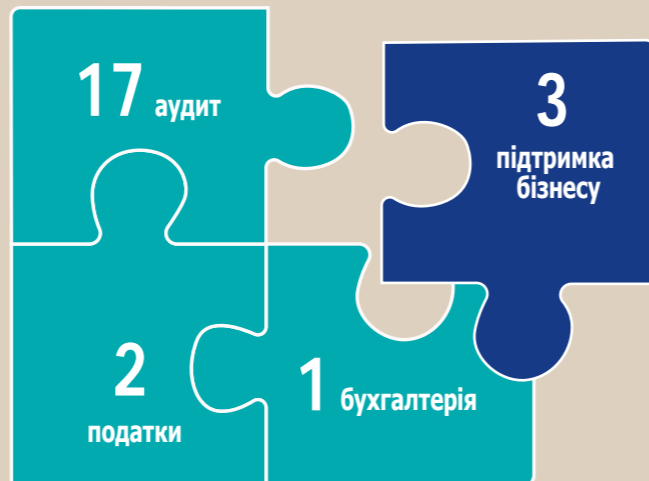 17 аудит
3
підтримка
бізнесу
2
податки
1 бухгалтерія